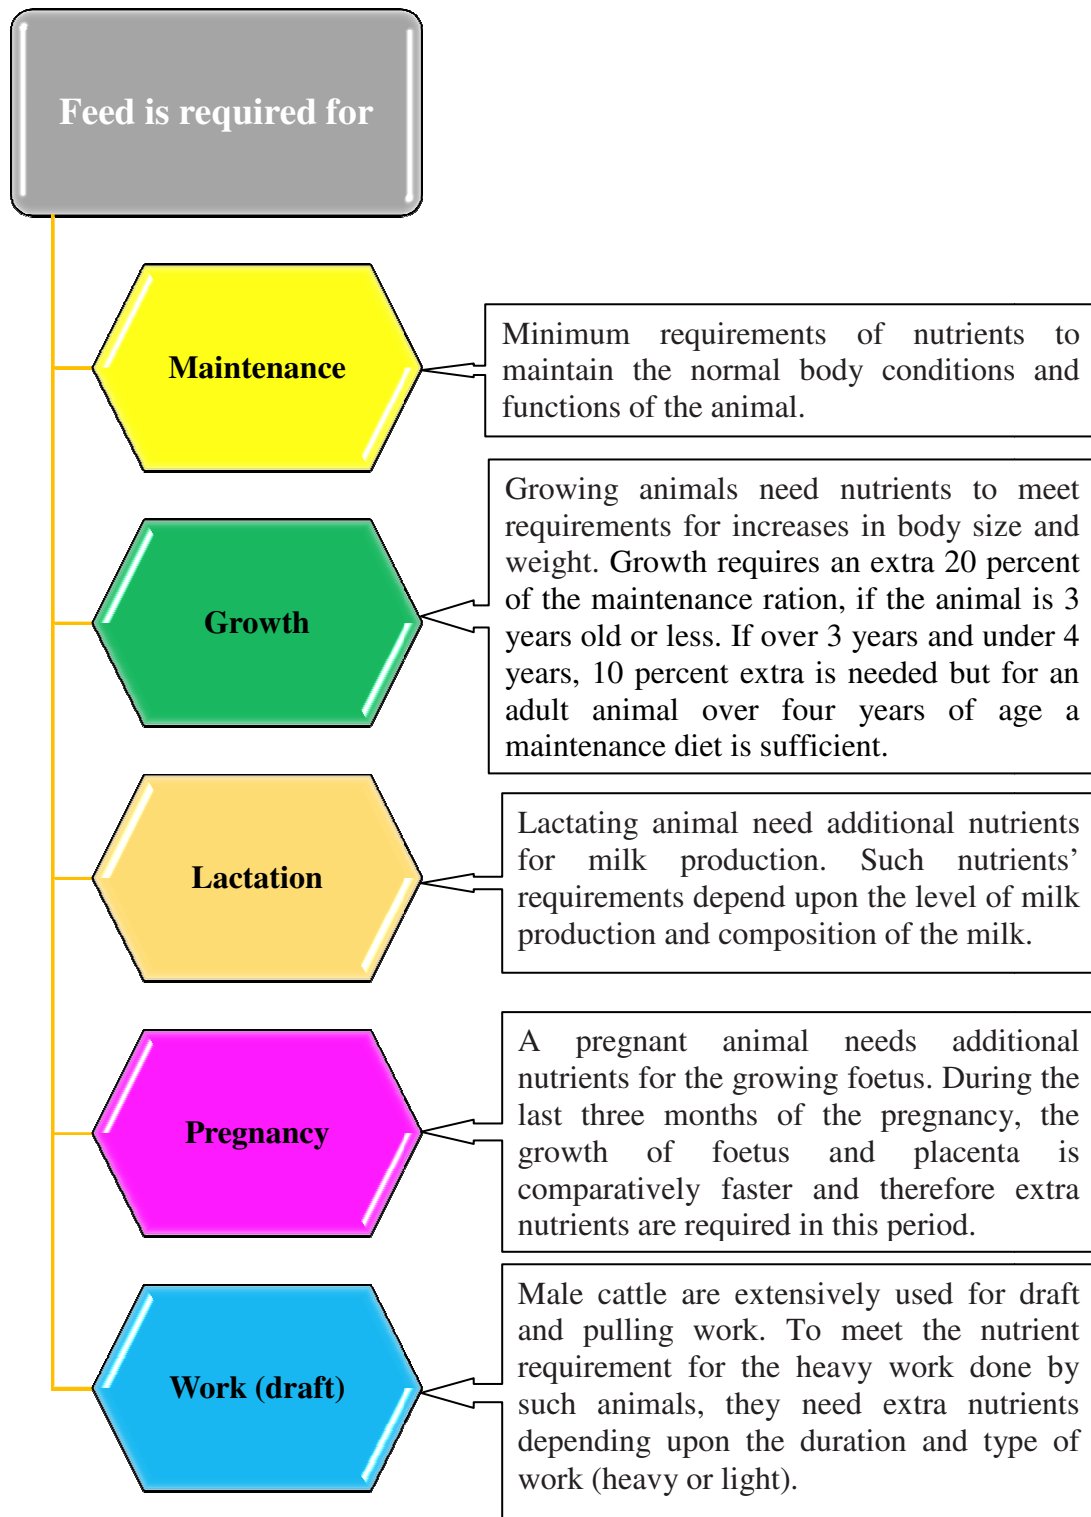 Feed is required for
Maintenance
Minimum requirements of nutrients to
maintain the normal body conditions and
functions of the animal.
Growth
Growing animals need nutrients to meet
requirements for increases in body size and
weight. Growth requires an extra 20 percent
of the maintenance ration, if the animal is 3
years old or less. If over 3 years and under 4
years, 10 percent extra is needed but for an
adult animal over four years of age a
maintenance diet is sufficient.
Lactation
Lactating animal need additional nutrients
for milk production. Such nutrients’
requirements depend upon the level of milk
production and composition of the milk.
Pregnancy
A pregnant animal needs additional
nutrients for the growing foetus. During the
last three months of the pregnancy, the
growth of foetus and placenta is
comparatively faster and therefore extra
nutrients are required in this period.
Work (draft)
Male cattle are extensively used for draft
and pulling work. To meet the nutrient
requirement for the heavy work done by
such animals, they need extra nutrients
depending upon the duration and type of
work (heavy or light).